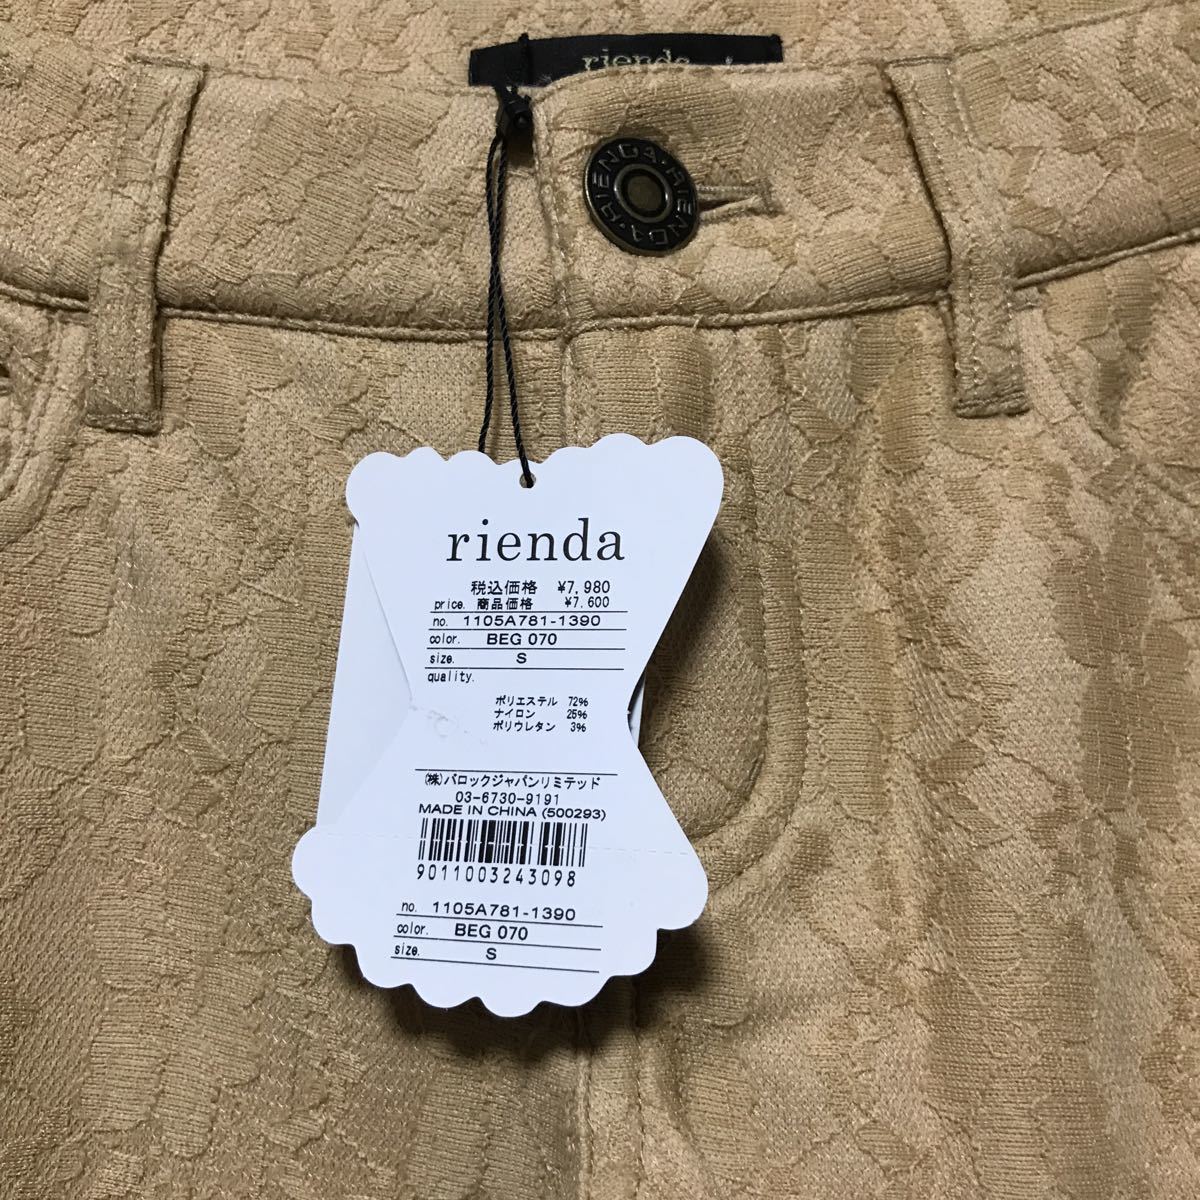 rienda
RIENDA・RIENDA・
rienda
税込価格 ¥7,980
price. 商品価格 ¥7,600
no. 1105A781-1390
color. BEG 070
size. S
quality.
ポリエステル 72%
ナイロン 25%
ポリウレタン 3%
(株)バロックジャパンリミテッド
03-6730-9191
MADE IN CHINA (500293)
9011003243098
no. 1105A781-1390
color. BEG 070
size. S